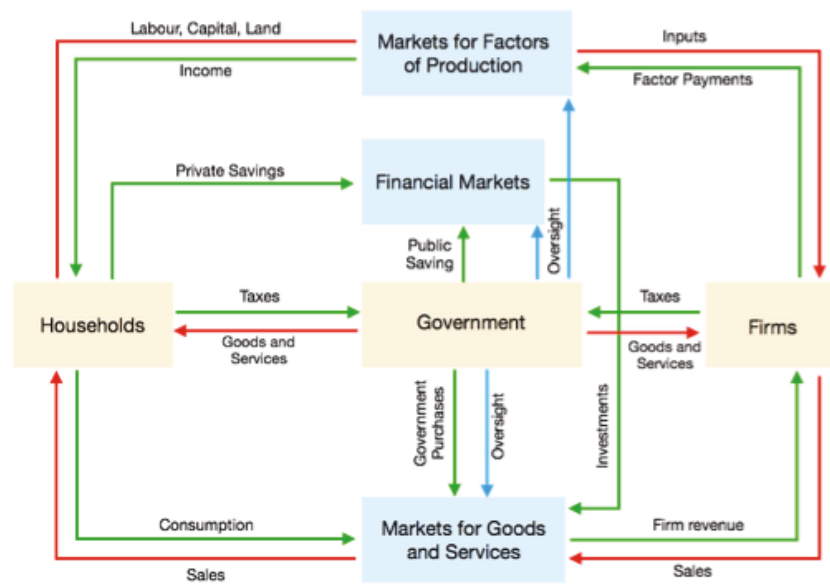 Labour, Capital, Land
Markets for Factors
of Production
Inputs
Income
Factor Payments
Private Savings
Financial Markets
Public
Saving
Oversight
Households
Taxes
Goods and
Services
Government
Taxes
Goods and
Services
Firms
Government
Purchases
Oversight
Investments
Consumption
Markets for Goods
and Services
Firm revenue
Sales
Sales